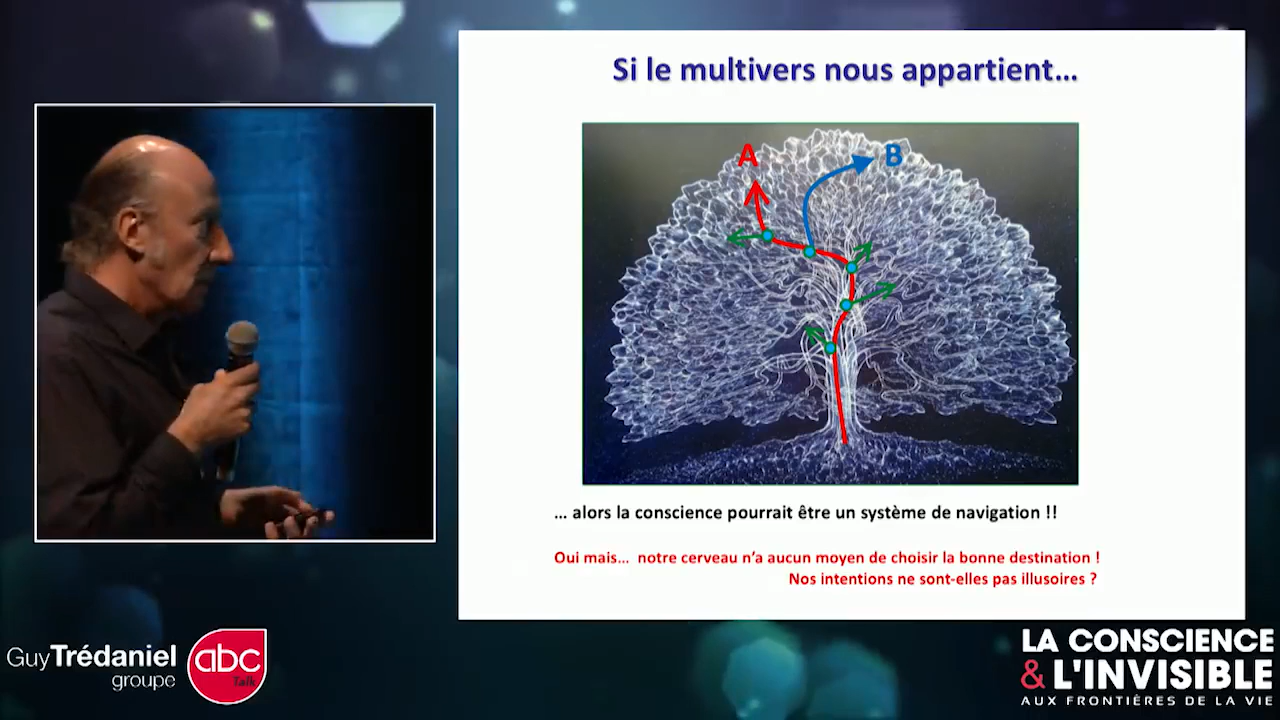 Si le multivers nous appartient...
A
B
... alors la conscience pourrait être un système de navigation !!
Oui mais... notre cerveau n'a aucun moyen de choisir la bonne destination !
Nos intentions ne sont-elles pas illusoires ?
GuyTrédaniel
groupe
abc
Talk
LA CONSCIENCE
& L'INVISIBLE
AUX FRONTIÈRES DE LA VIE